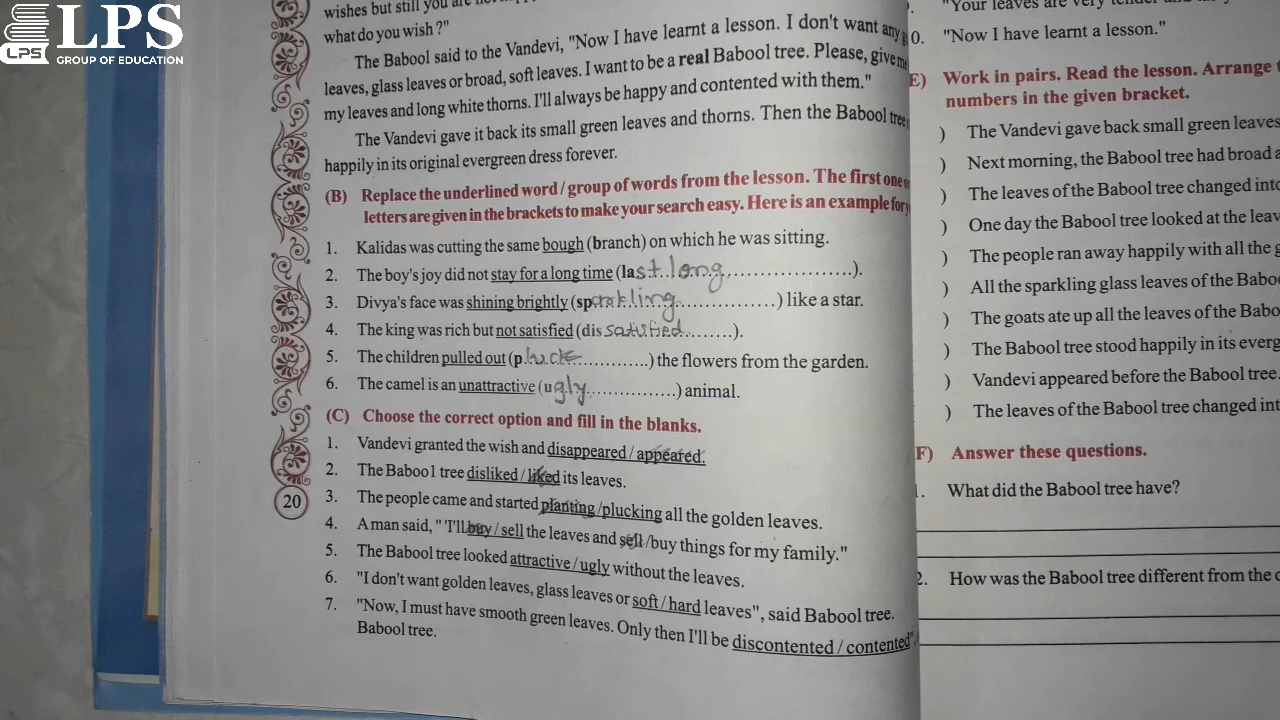 LPS
LPS
GROUP OF EDUCATION
wishes but still you are
what do you wish ?"
The Babool said to the Vandevi, "Now I have learnt a lesson. I don't want any
leaves, glass leaves or broad, soft leaves. I want to be a real Babool tree. Please, give me
my leaves and long white thorns. I'll always be happy and contented with them."
The Vandevi gave it back its small green leaves and thorns. Then the Babool tree
happily in its original evergreen dress forever.
(B) Replace the underlined word / group of words from the lesson. The first one or
letters are given in the brackets to make your search easy. Here is an example for
1. Kalidas was cutting the same bough (branch) on which he was sitting.
2. The boy's joy did not stay for a long time (last long ....................).
3. Divya's face was shining brightly (sparkling ................) like a star.
4. The king was rich but not satisfied (dis satisfied ........).
5. The children pulled out (p.luck ..............) the flowers from the garden.
6. The camel is an unattractive (ugly ...............) animal.
(C) Choose the correct option and fill in the blanks.
1. Vandevi granted the wish and disappeared / appeared.
2. The Babool tree disliked / liked its leaves.
3. The people came and started planting /plucking all the golden leaves.
4. A man said, " 'I'll buy / sell the leaves and sell /buy things for my family."
5. The Babool tree looked attractive / ugly without the leaves.
6. "I don't want golden leaves, glass leaves or soft / hard leaves", said Babool tree.
7. "Now, I must have smooth green leaves. Only then I'll be discontented / contented"
Babool tree.
20
"Your leaves are very tender
0. "Now I have learnt a lesson."
E) Work in pairs. Read the lesson. Arrange
numbers in the given bracket.
) The Vandevi gave back small green leaves
) Next morning, the Babool tree had broad
) The leaves of the Babool tree changed into
) One day the Babool tree looked at the
) The people ran away happily with all the
) All the sparkling glass leaves of the
) The goats ate up all the leaves of the
) The Babool tree stood happily in its
) Vandevi appeared before the Babool tree.
) The leaves of the Babool tree changed
F) Answer these questions.
1. What did the Babool tree have?
2. How was the Babool tree different from the